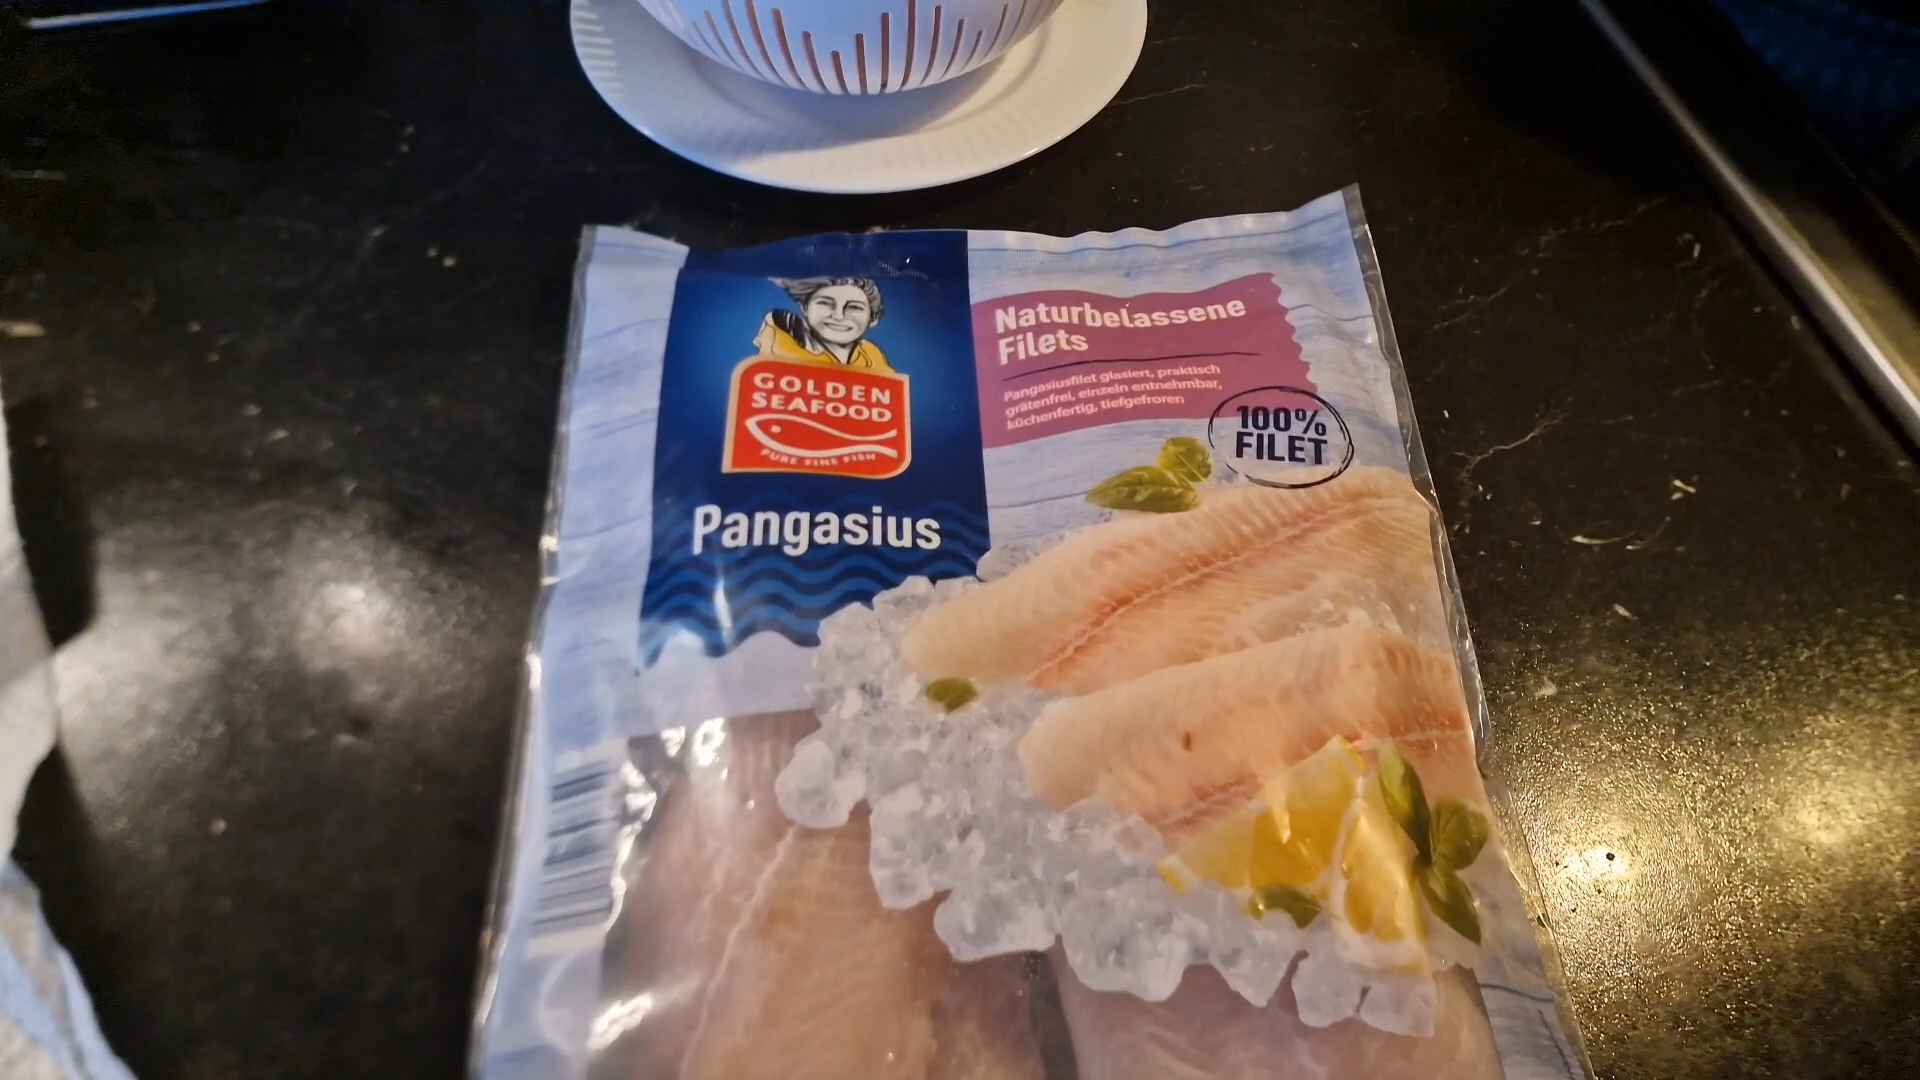 GOLDEN
SEAFOOD
PURE FINE FISH
Pangasius
Naturbelassene
Filets
Pangasiusfilet glasiert, praktisch
grätenfrei, einzeln entnehmbar,
küchenfertig, tiefgefroren
100%
FILET